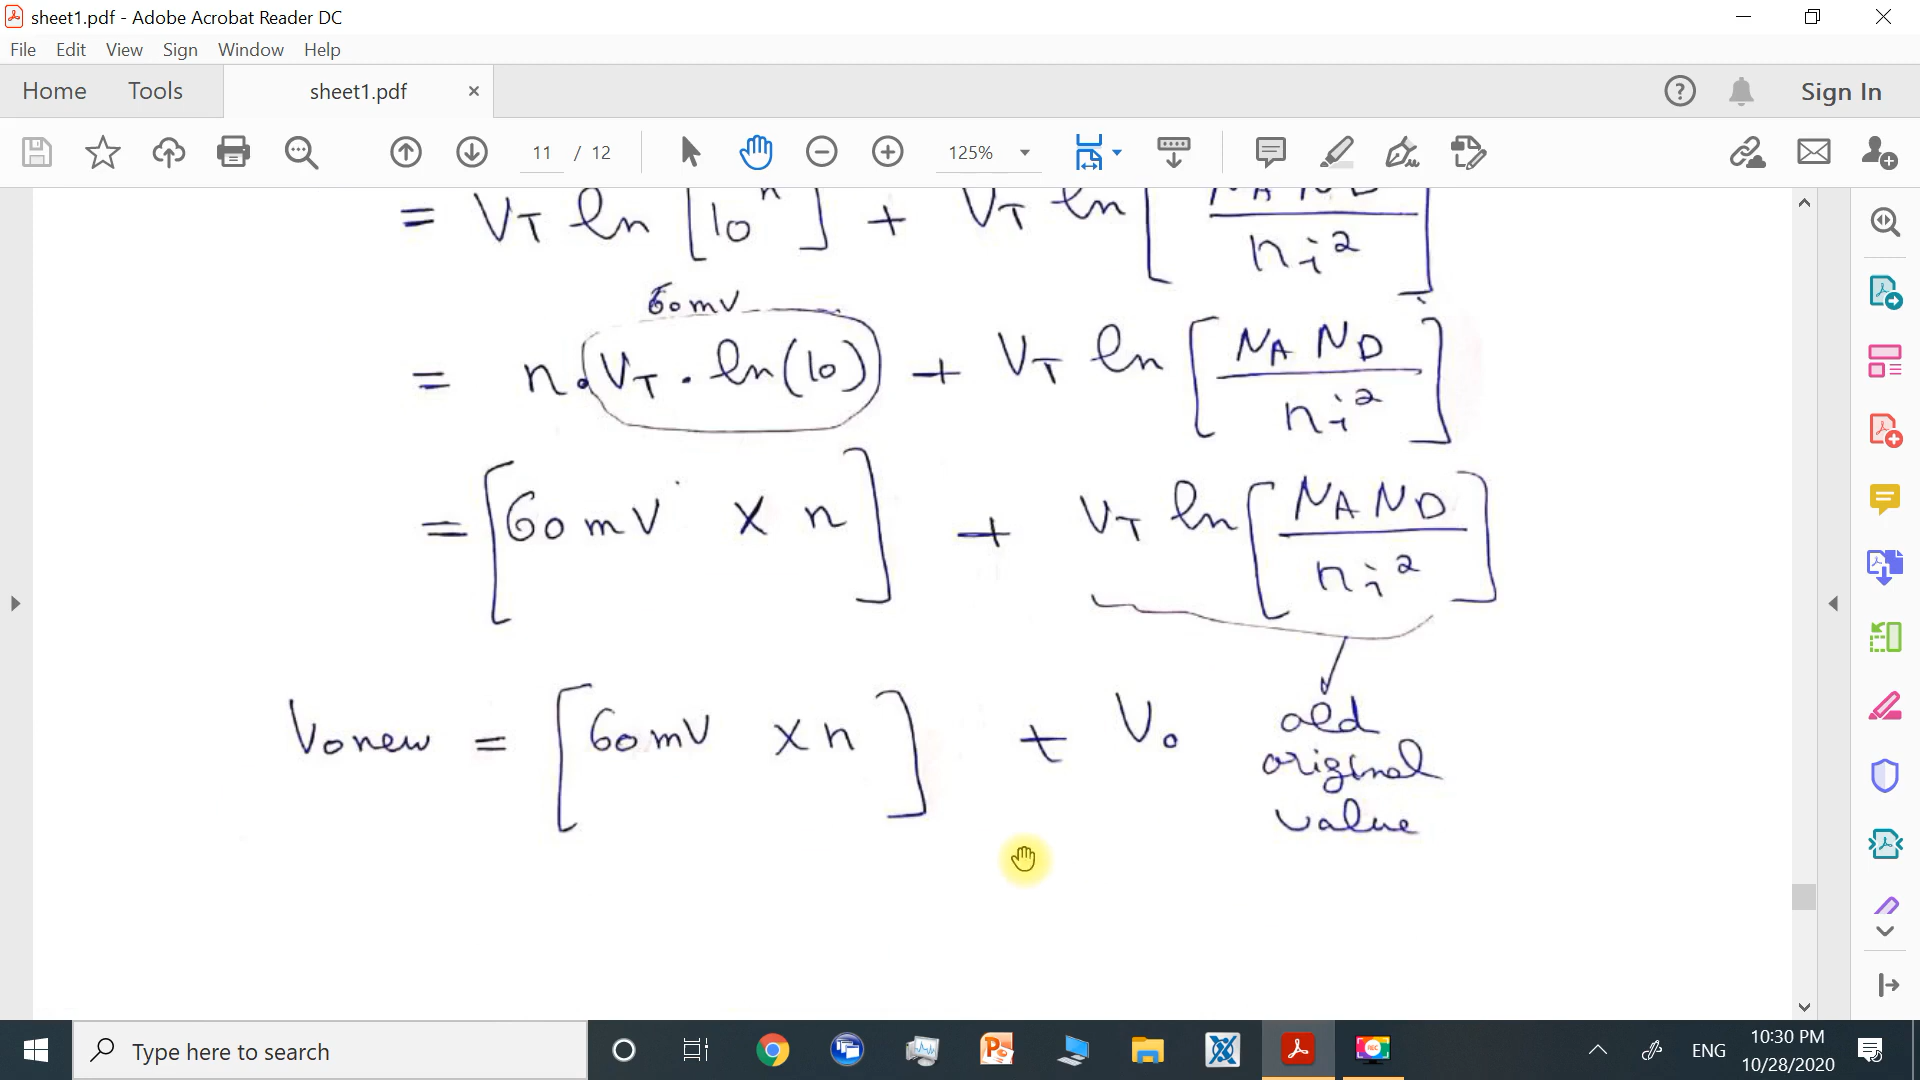 sheet1.pdf - Adobe Acrobat Reader DC
File Edit View Sign Window Help
Home Tools sheet1.pdf × Sign In
11 / 12 125%
= VT ln [10^n] + VT ln [NA ND / ni²]
60mV
= n. (VT . ln(10)) + VT ln [NA ND / ni²]
= [60 mV x n] + VT ln [NA ND / ni²]
Vonew = [60mV x n] + Vo
old
original
value
Type here to search
ENG
10:30 PM
10/28/2020